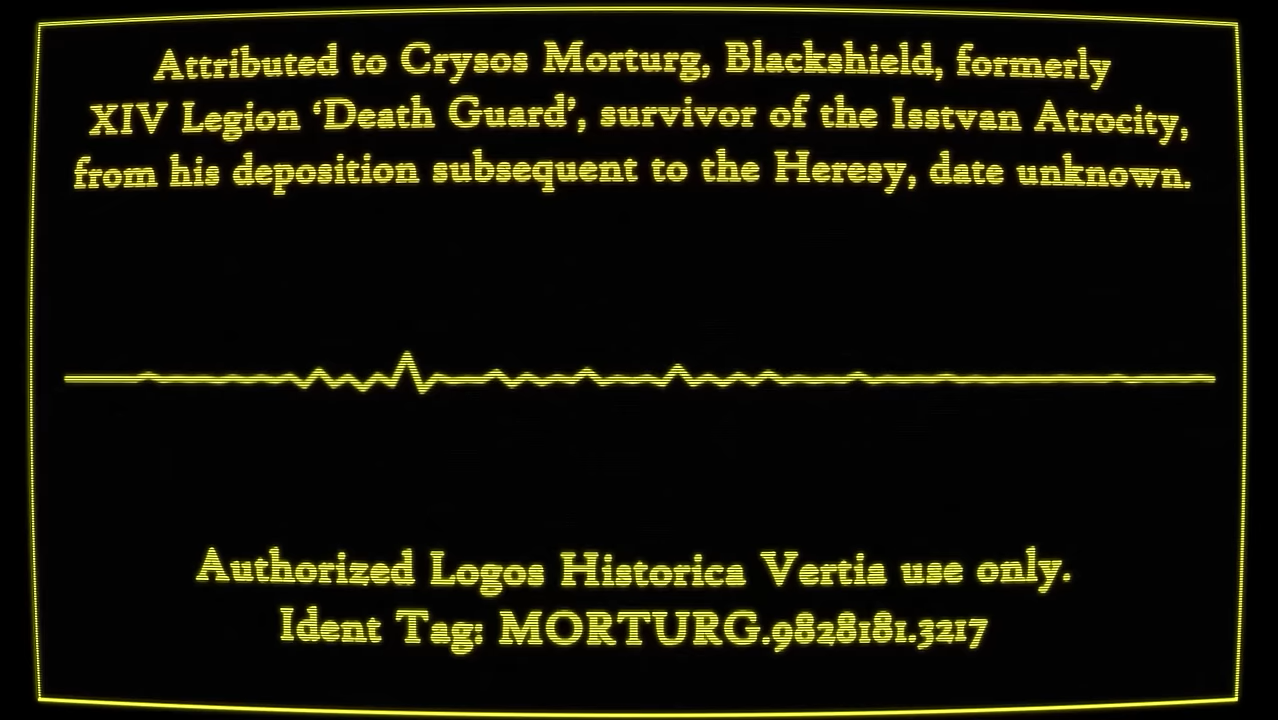 Attributed to Crysos Morturg, Blackshield, formerly
XIV Legion ‘Death Guard’, survivor of the Isstvan Atrocity,
from his deposition subsequent to the Heresy, date unknown.
Authorized Logos Historica Vertia use only.
Ident Tag: MORTURG.9828181.3217